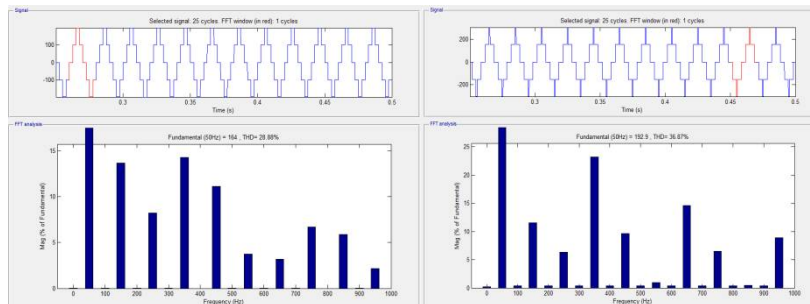 Signal
Selected signal: 25 cycles. FFT window (in red): 1 cycles
100
0
-100
0.3
0.35
0.4
0.45
0.5
Time (s)
FFT analysis
Fundamental (50Hz) = 164 , THD= 28.88%
15
10
5
0
Mag (% of Fundamental)
0 100 200 300 400 500 600 700 800 900 1000
Frequency (Hz)
Signal
Selected signal: 25 cycles. FFT window (in red): 1 cycles
200
0
-200
0.3
0.35
0.4
0.45
0.5
Time (s)
FFT analysis
Fundamental (50Hz) = 192.9 , THD= 36.87%
25
20
15
10
5
0
Mag (% of Fundamental)
0 100 200 300 400 500 600 700 800 900 1000
Frequency (Hz)